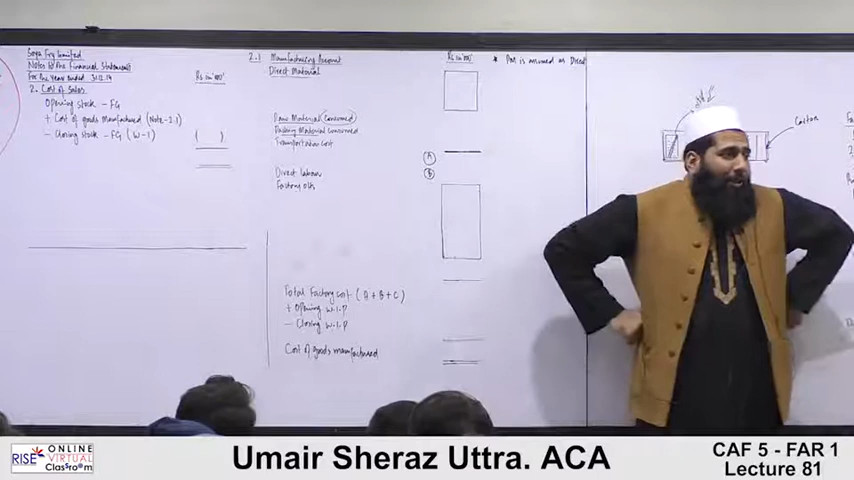 Limited
Notes to the Financial Statements
For the year ended 31.12.14
Rs in '000'
2. Cost of Sales
Opening stock - FG
+ Cost of goods manufactured (Note-2.1)
- Closing stock - FG (W-1)
( )
2.1 Manufacturing Account
Rs in '000'
Direct Material
Raw Material (Consumed)
Packing Material consumed
Transportation cost
A
B
Direct labour
Factory
Total Factory cost (A+B+C)
+ Opening W.I.P
- Closing W.I.P
Cost of goods manufactured
* is assumed as Direct
Carton
RISE
ONLINE
VIRTUAL
Classroom
Umair Sheraz Uttra. ACA
CAF 5 - FAR 1
Lecture 81